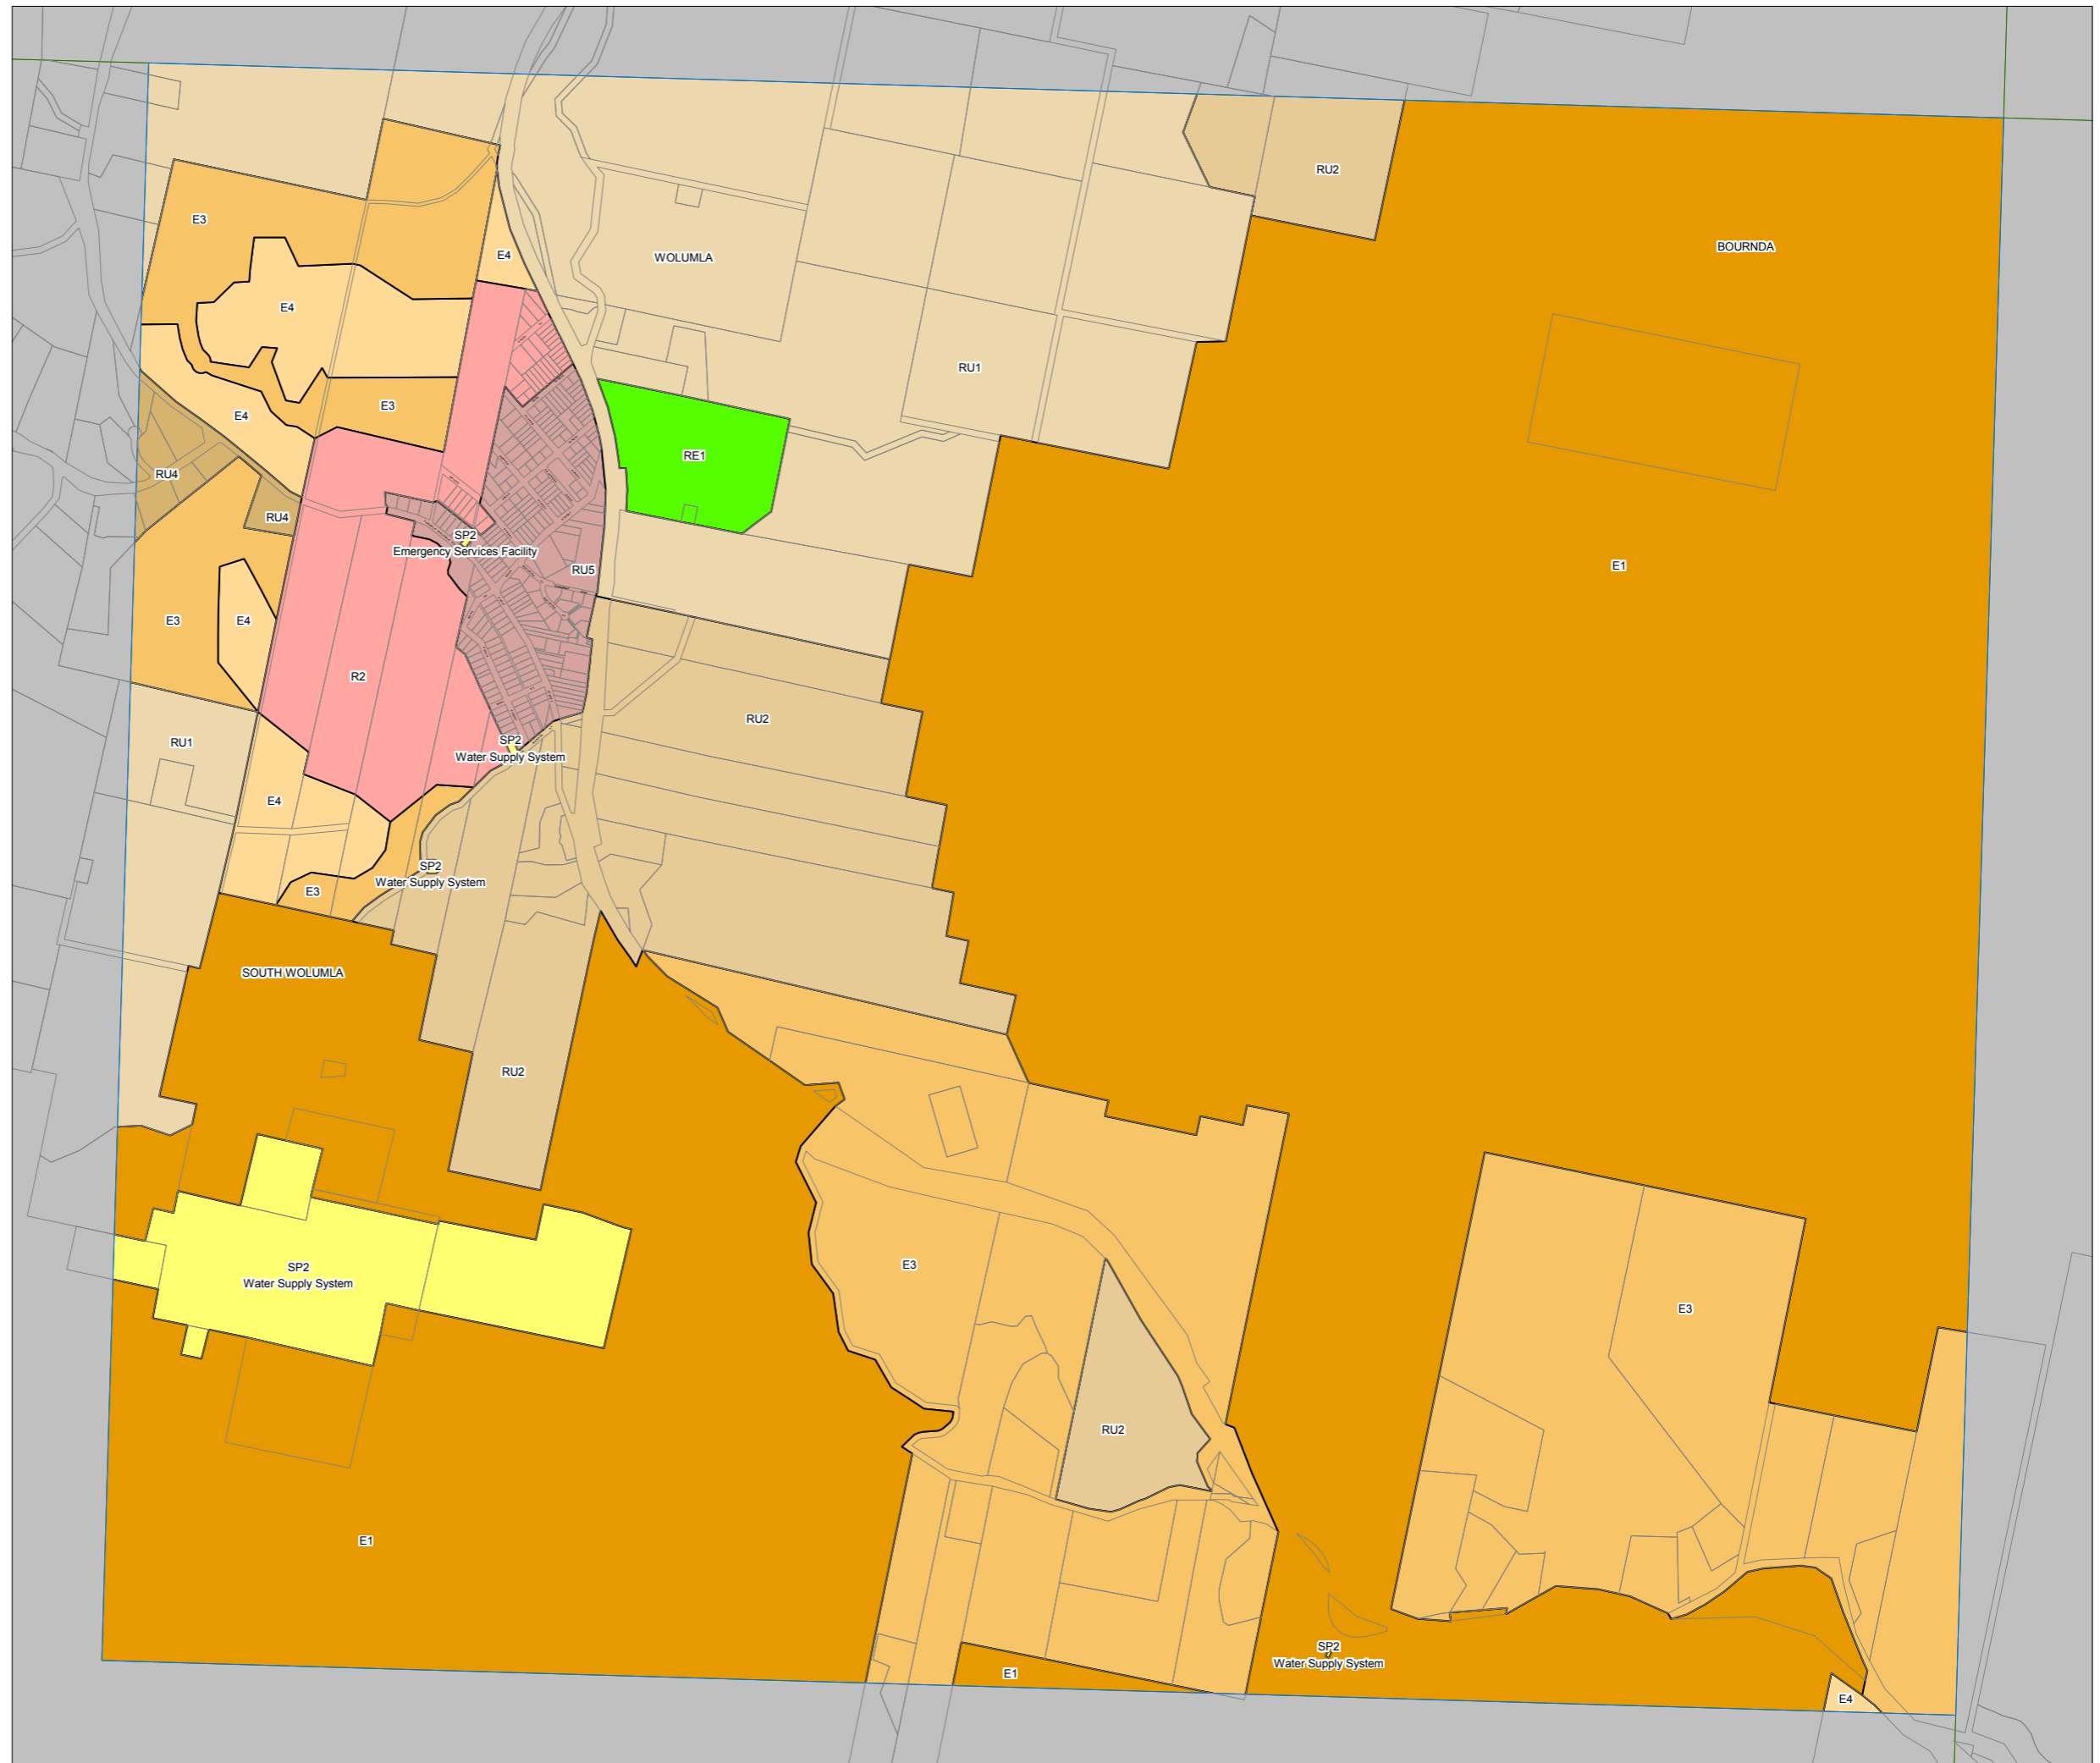 RU2
E3
BOURNDA
E4
WOLUMLA
E4
RU1
E3
E4
RE1
RU4
RU4
SP2
Emergency Services Facility
E1
RU5
E3
E4
R2
RU2
RU1
SP2
Water Supply System
E4
SP2
Water Supply System
E3
SOUTH WOLUMLA
RU2
E3
SP2
Water Supply System
E3
RU2
E1
SP2
Water Supply System
E1
E4